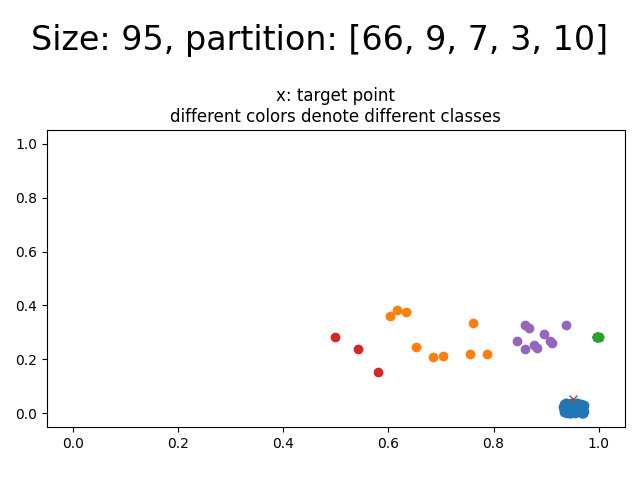 Size: 95, partition: [66, 9, 7, 3, 10]
x: target point
different colors denote different classes
1.0
0.8
0.6
0.4
0.2
0.0
0.0 0.2 0.4 0.6 0.8 1.0